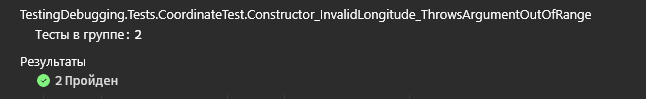 TestingDebugging.Tests.CoordinateTest.Constructor_InvalidLongitude_ThrowsArgumentOutOfRange
Тесты в группе: 2
Результаты
2 Пройден